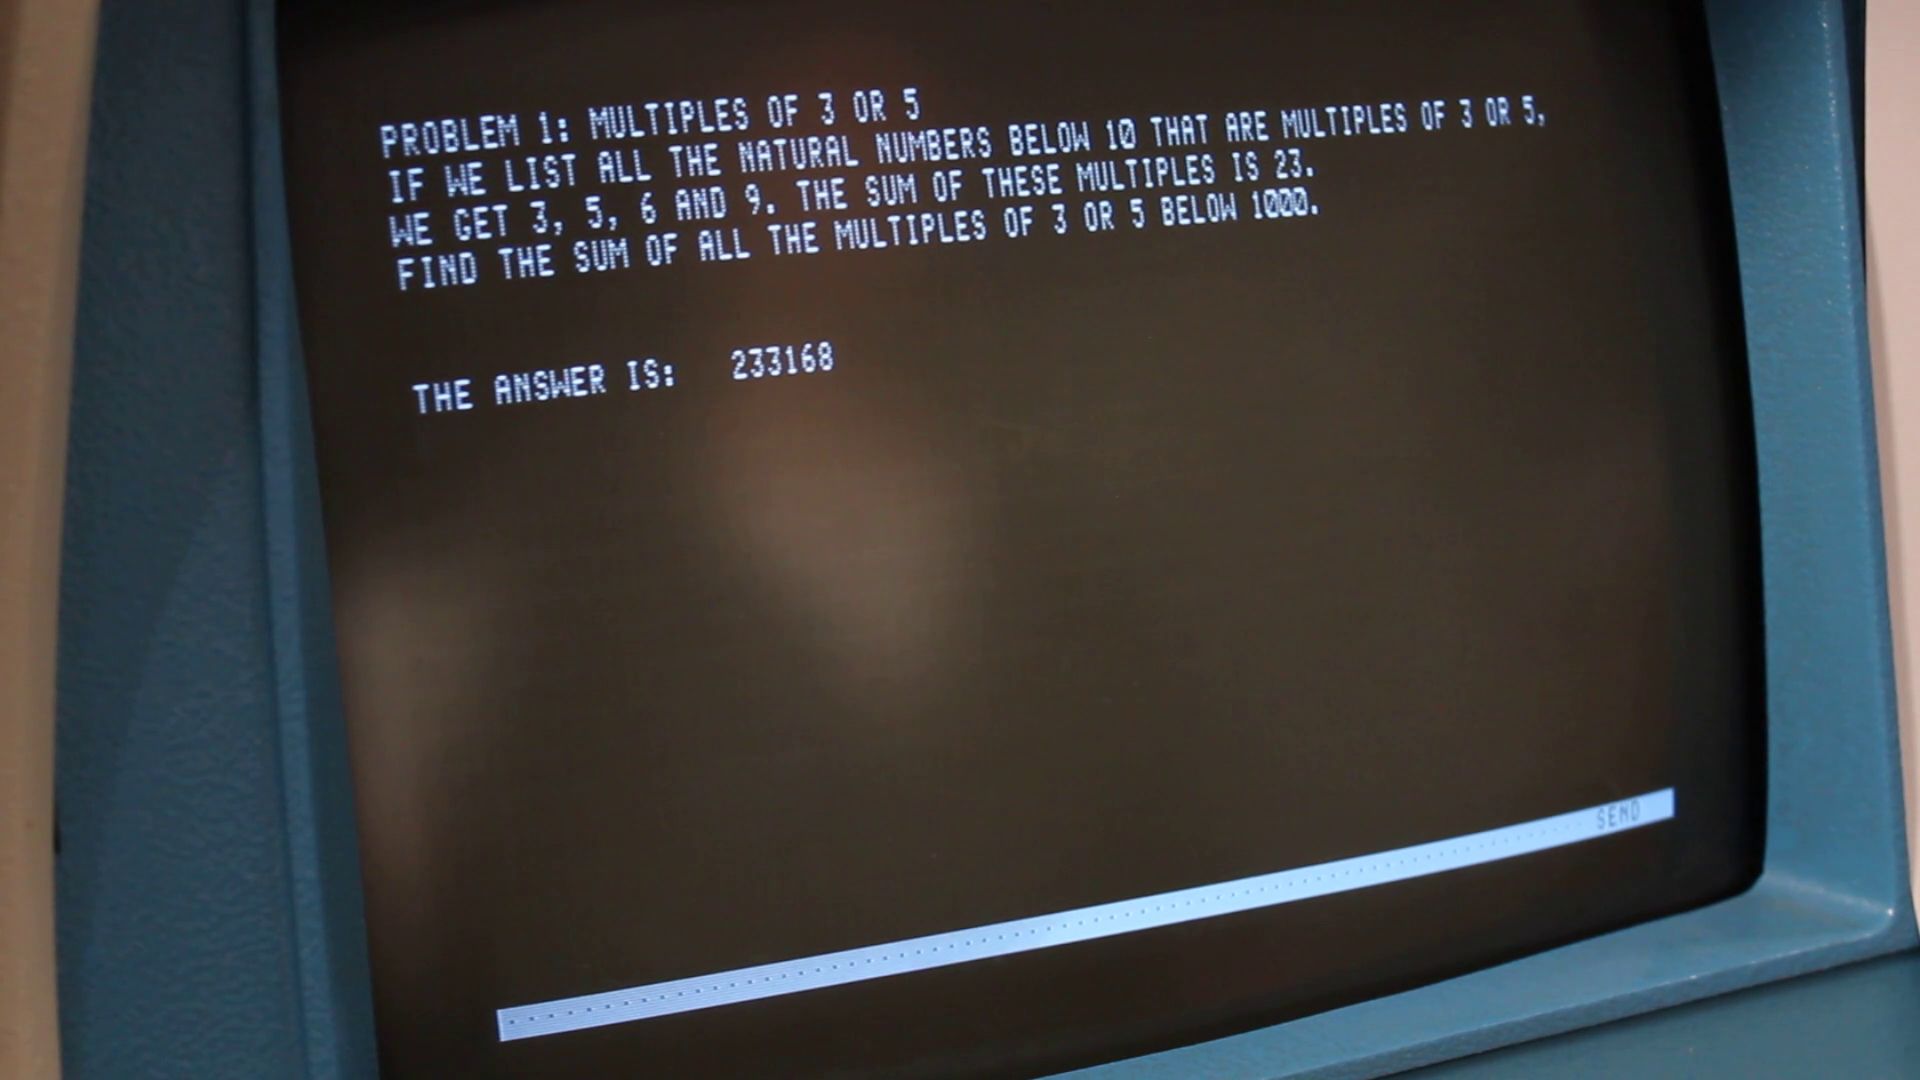 PROBLEM 1: MULTIPLES OF 3 OR 5
IF WE LIST ALL THE NATURAL NUMBERS BELOW 10 THAT ARE MULTIPLES OF 3 OR 5,
WE GET 3, 5, 6 AND 9. THE SUM OF THESE MULTIPLES IS 23.
FIND THE SUM OF ALL THE MULTIPLES OF 3 OR 5 BELOW 1000.
THE ANSWER IS: 233168
SEND